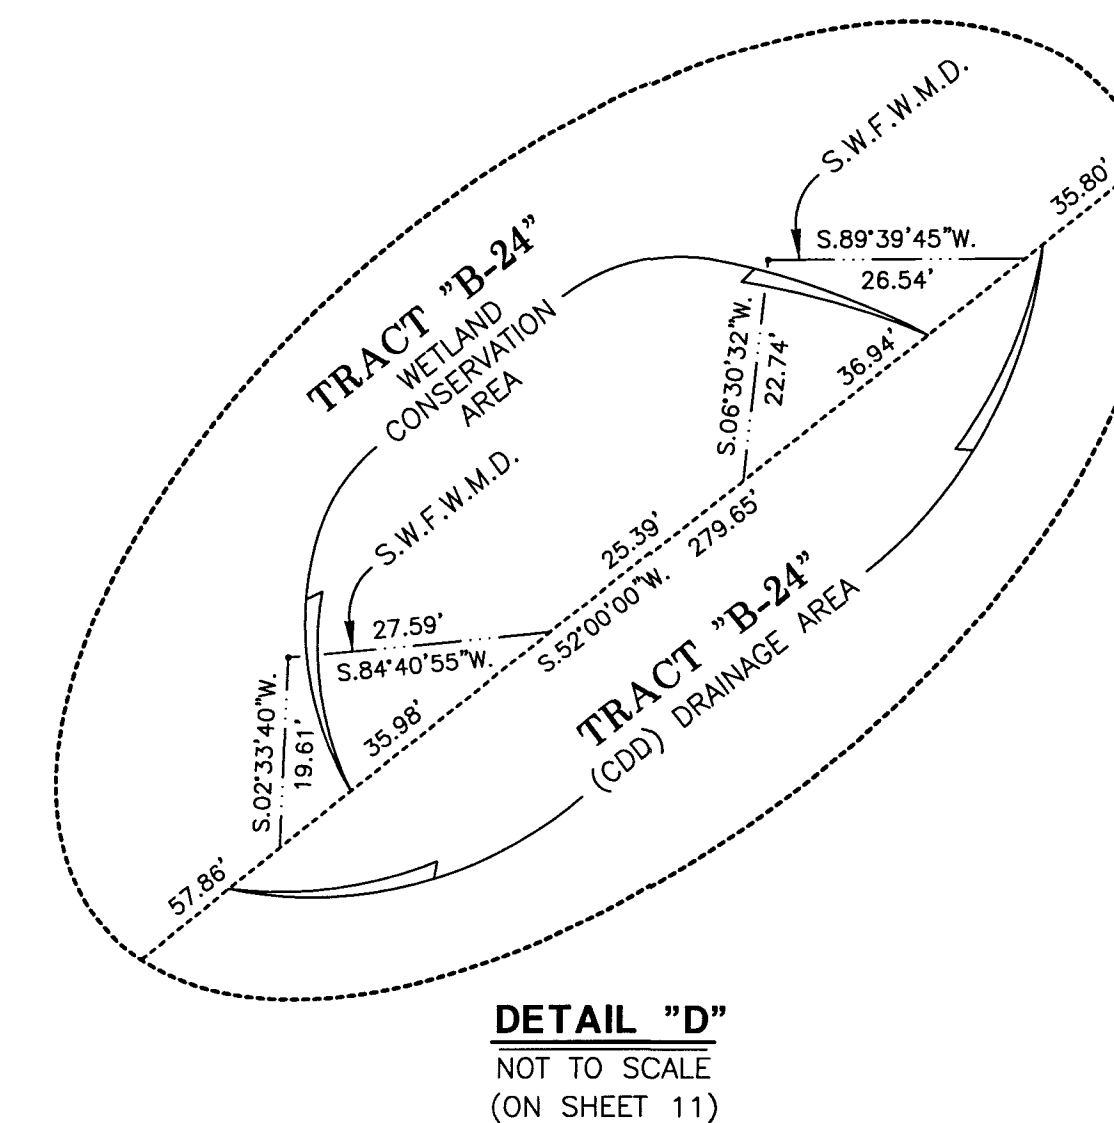 S.W.F.W.M.D.
35.80'
S.89°39'45"W.
26.54'
TRACT "B-24"
WETLAND
CONSERVATION
AREA
S.06°30'32"W.
22.74'
36.94'
S.W.F.W.M.D.
25.39'
279.65'
S.52°00'00"W.
27.59'
S.84°40'55"W.
TRACT "B-24"
(CDD) DRAINAGE AREA
S.02°33'40"W.
19.61'
35.98'
57.86'
DETAIL "D"
NOT TO SCALE
(ON SHEET 11)